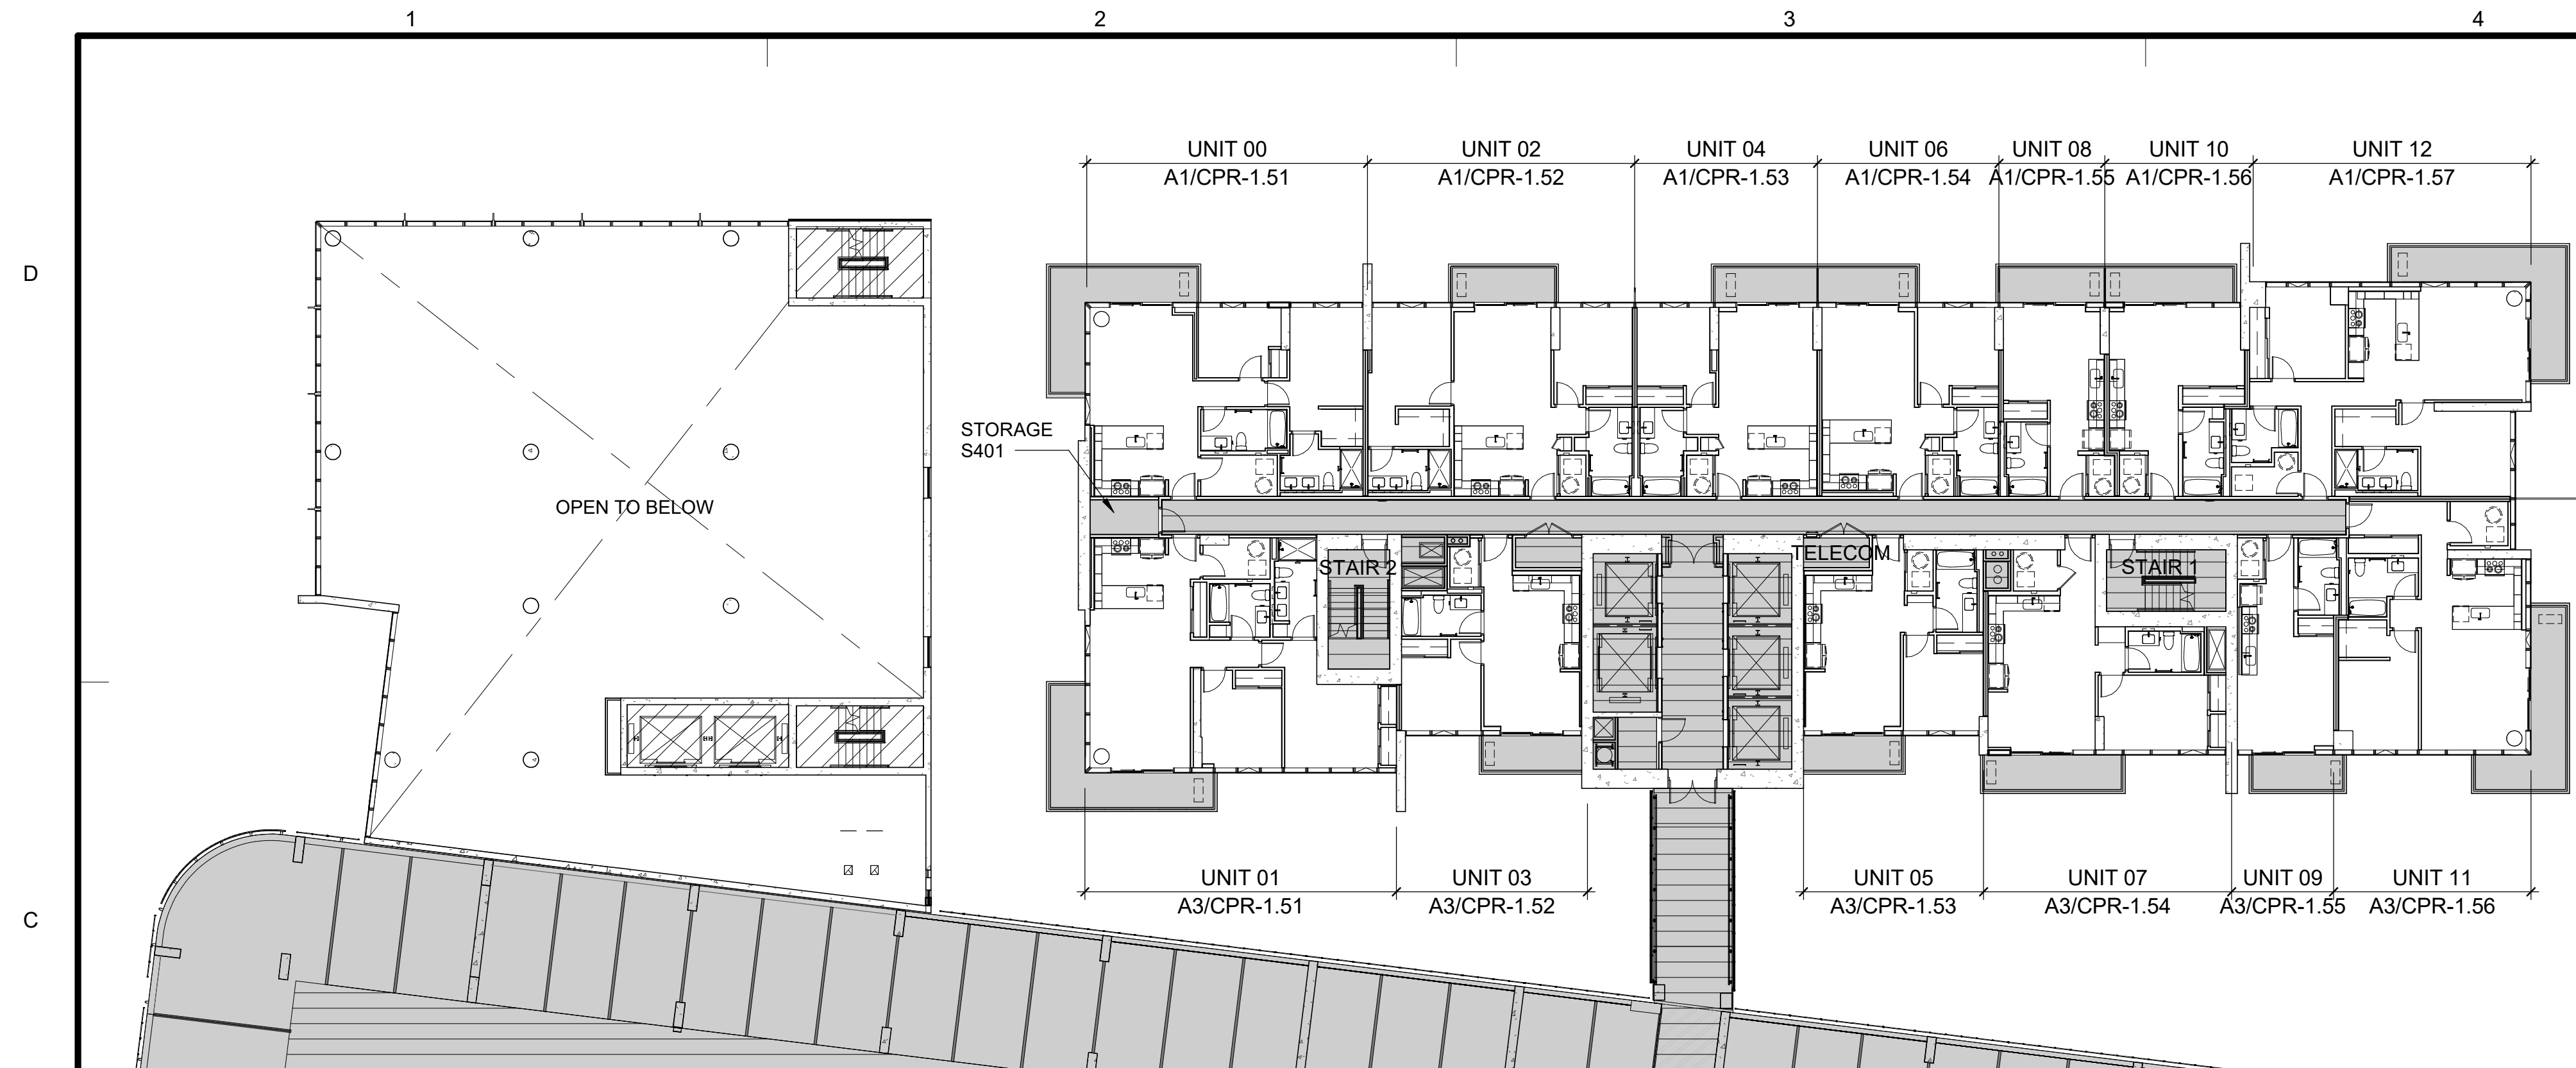 1
2
3
4
D
C
UNIT 00
A1/CPR-1.51
UNIT 02
A1/CPR-1.52
UNIT 04
A1/CPR-1.53
UNIT 06
A1/CPR-1.54
UNIT 08
A1/CPR-1.55
UNIT 10
A1/CPR-1.56
UNIT 12
A1/CPR-1.57
STORAGE
S401
OPEN TO BELOW
STAIR 2
TELECOM
STAIR 1
UNIT 01
A3/CPR-1.51
UNIT 03
A3/CPR-1.52
UNIT 05
A3/CPR-1.53
UNIT 07
A3/CPR-1.54
UNIT 09
A3/CPR-1.55
UNIT 11
A3/CPR-1.56